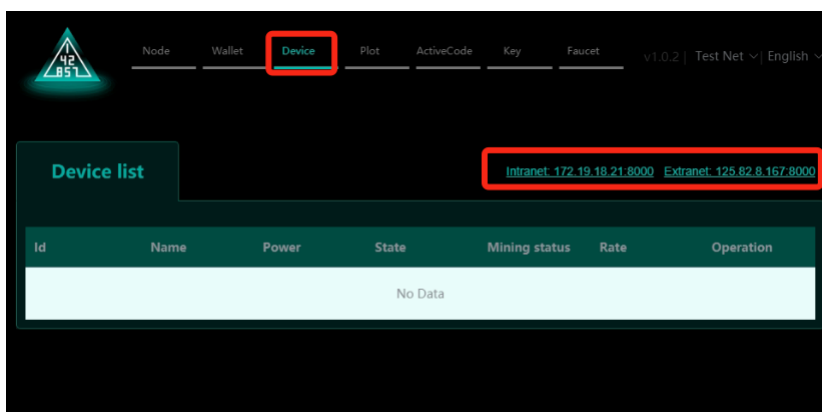 Node Wallet Device Plot ActiveCode Key Faucet v1.0.2 | Test Net | English
42
857
Device list
Intranet: 172.19.18.21:8000 Extranet: 125.82.8.167:8000
Id Name Power State Mining status Rate Operation
No Data